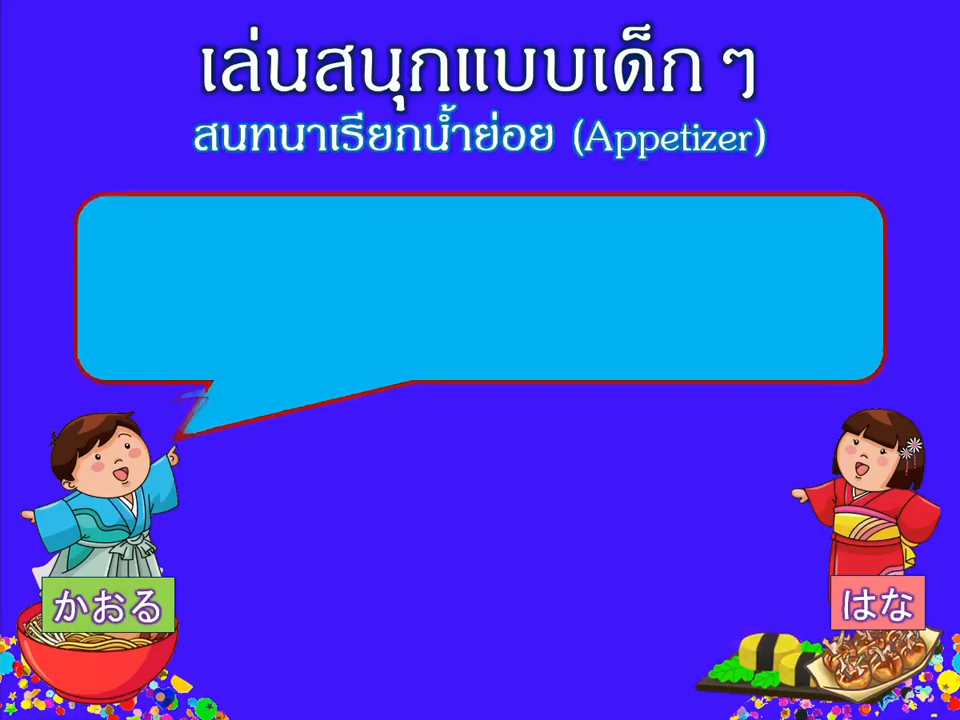 เล่นสนุกแบบเด็ก ๆ
สนทนาเรียกน้ำย่อย (Appetizer)
かおる
はな